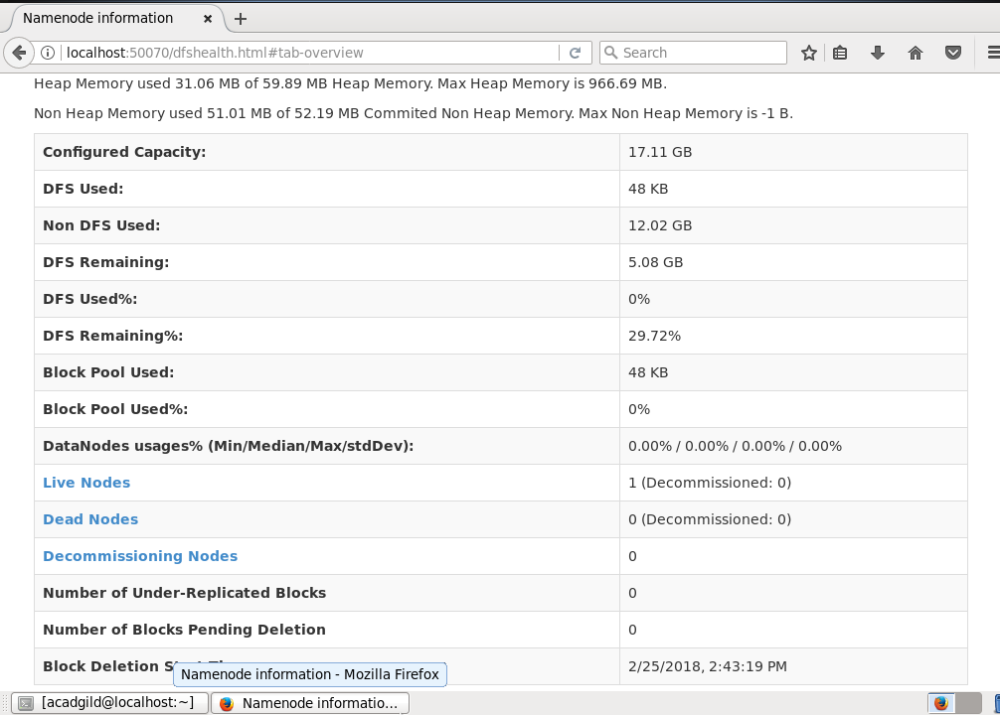 Namenode information
localhost:50070/dfshealth.html#tab-overview
Search
Heap Memory used 31.06 MB of 59.89 MB Heap Memory. Max Heap Memory is 966.69 MB.
Non Heap Memory used 51.01 MB of 52.19 MB Commited Non Heap Memory. Max Non Heap Memory is -1 B.
Configured Capacity: 17.11 GB
DFS Used: 48 KB
Non DFS Used: 12.02 GB
DFS Remaining: 5.08 GB
DFS Used%: 0%
DFS Remaining%: 29.72%
Block Pool Used: 48 KB
Block Pool Used%: 0%
DataNodes usages% (Min/Median/Max/stdDev): 0.00% / 0.00% / 0.00% / 0.00%
Live Nodes 1 (Decommissioned: 0)
Dead Nodes 0 (Decommissioned: 0)
Decommissioning Nodes 0
Number of Under-Replicated Blocks 0
Number of Blocks Pending Deletion 0
Block Deletion 2/25/2018, 2:43:19 PM
Namenode information - Mozilla Firefox
[acadgild@localhost:~] Namenode informatio...